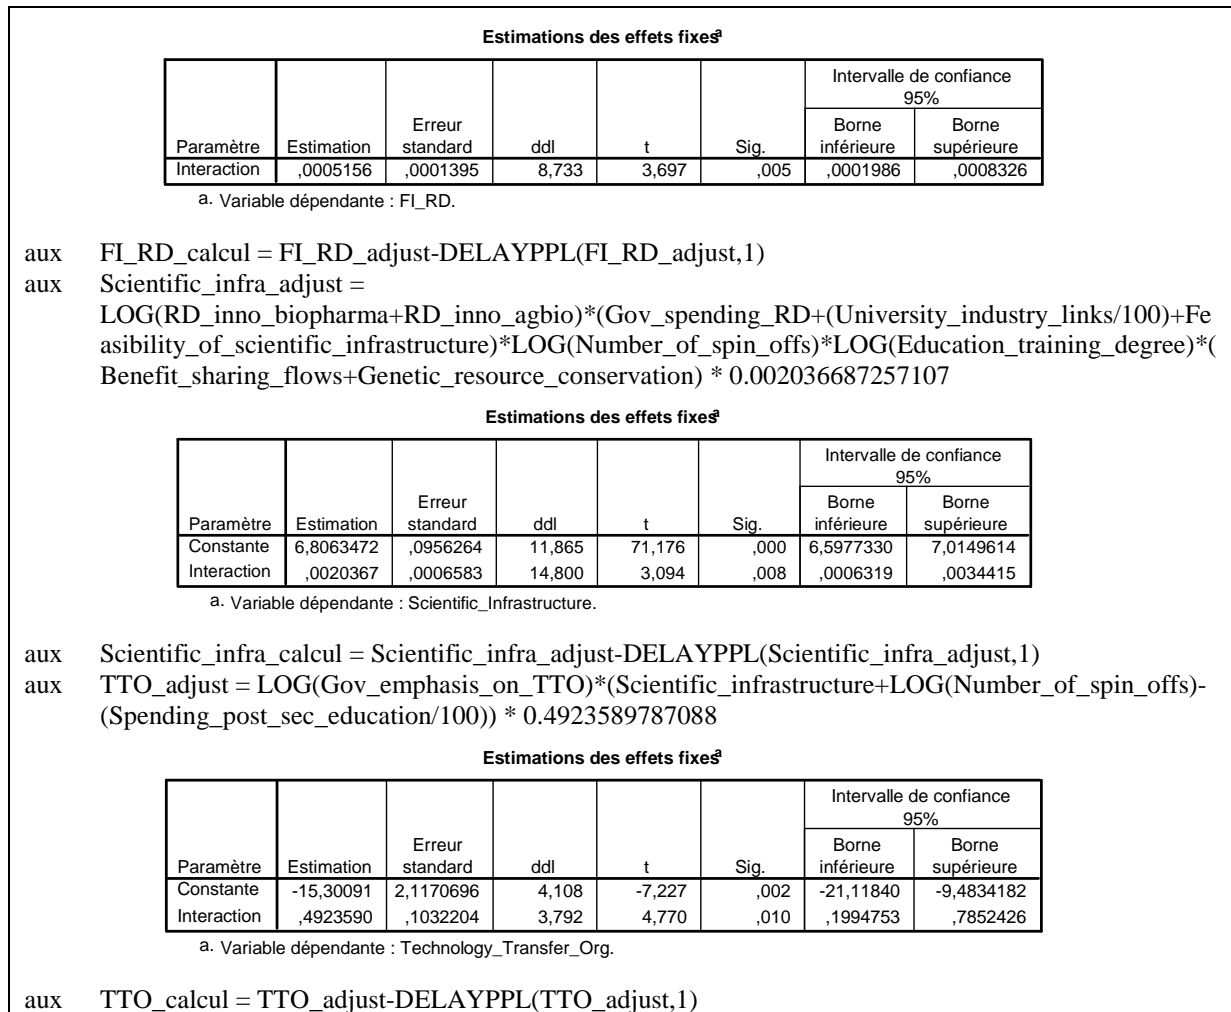 Estimations des effets fixesa
Intervalle de confiance
95%
Erreur Borne Borne
Paramètre Estimation standard ddl t Sig. inférieure supérieure
Interaction ,0005156 ,0001395 8,733 3,697 ,005 ,0001986 ,0008326
a. Variable dépendante : FI_RD.
aux FI_RD_calcul = FI_RD_adjust-DELAYPPL(FI_RD_adjust,1)
aux Scientific_infra_adjust =
LOG(RD_inno_biopharma+RD_inno_agbio)*(Gov_spending_RD+(University_industry_links/100)+Fe
asibility_of_scientific_infrastructure)*LOG(Number_of_spin_offs)*LOG(Education_training_degree)*(
Benefit_sharing_flows+Genetic_resource_conservation) * 0.002036687257107
Estimations des effets fixesa
Intervalle de confiance
95%
Erreur Borne Borne
Paramètre Estimation standard ddl t Sig. inférieure supérieure
Constante 6,8063472 ,0956264 11,865 71,176 ,000 6,5977330 7,0149614
Interaction ,0020367 ,0006583 14,800 3,094 ,008 ,0006319 ,0034415
a. Variable dépendante : Scientific_Infrastructure.
aux Scientific_infra_calcul = Scientific_infra_adjust-DELAYPPL(Scientific_infra_adjust,1)
aux TTO_adjust = LOG(Gov_emphasis_on_TTO)*(Scientific_infrastructure+LOG(Number_of_spin_offs)-
(Spending_post_sec_education/100)) * 0.4923589787088
Estimations des effets fixesa
Intervalle de confiance
95%
Erreur Borne Borne
Paramètre Estimation standard ddl t Sig. inférieure supérieure
Constante -15,30091 2,1170696 4,108 -7,227 ,002 -21,11840 -9,4834182
Interaction ,4923590 ,1032204 3,792 4,770 ,010 ,1994753 ,7852426
a. Variable dépendante : Technology_Transfer_Org.
aux TTO_calcul = TTO_adjust-DELAYPPL(TTO_adjust,1)